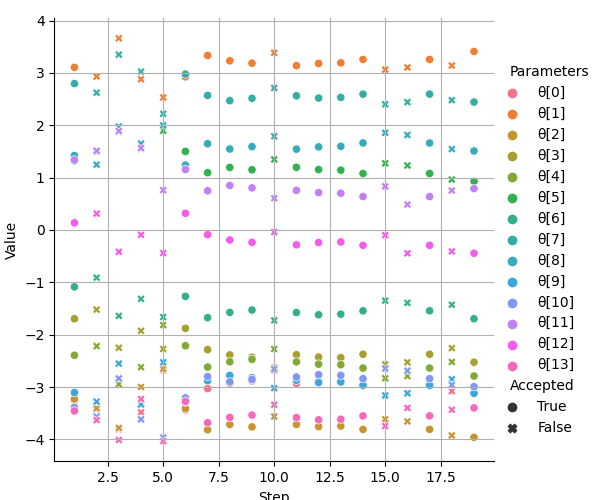 4
3
2
1
0
−1
−2
−3
−4
Value
2.5
5.0
7.5
10.0
12.5
15.0
17.5
Step
Parameters
θ[0]
θ[1]
θ[2]
θ[3]
θ[4]
θ[5]
θ[6]
θ[7]
θ[8]
θ[9]
θ[10]
θ[11]
θ[12]
θ[13]
Accepted
True
False